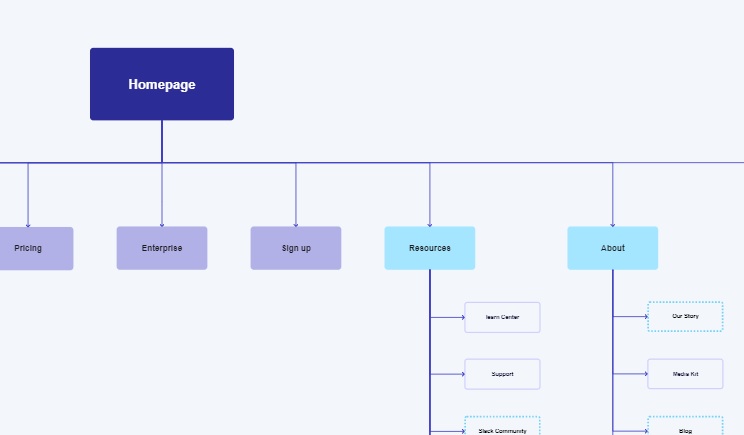 Homepage
Pricing
Enterprise
Sign up
Resources
About
learn Center
Our Story
Support
Media Kit
Slack Community
Blog